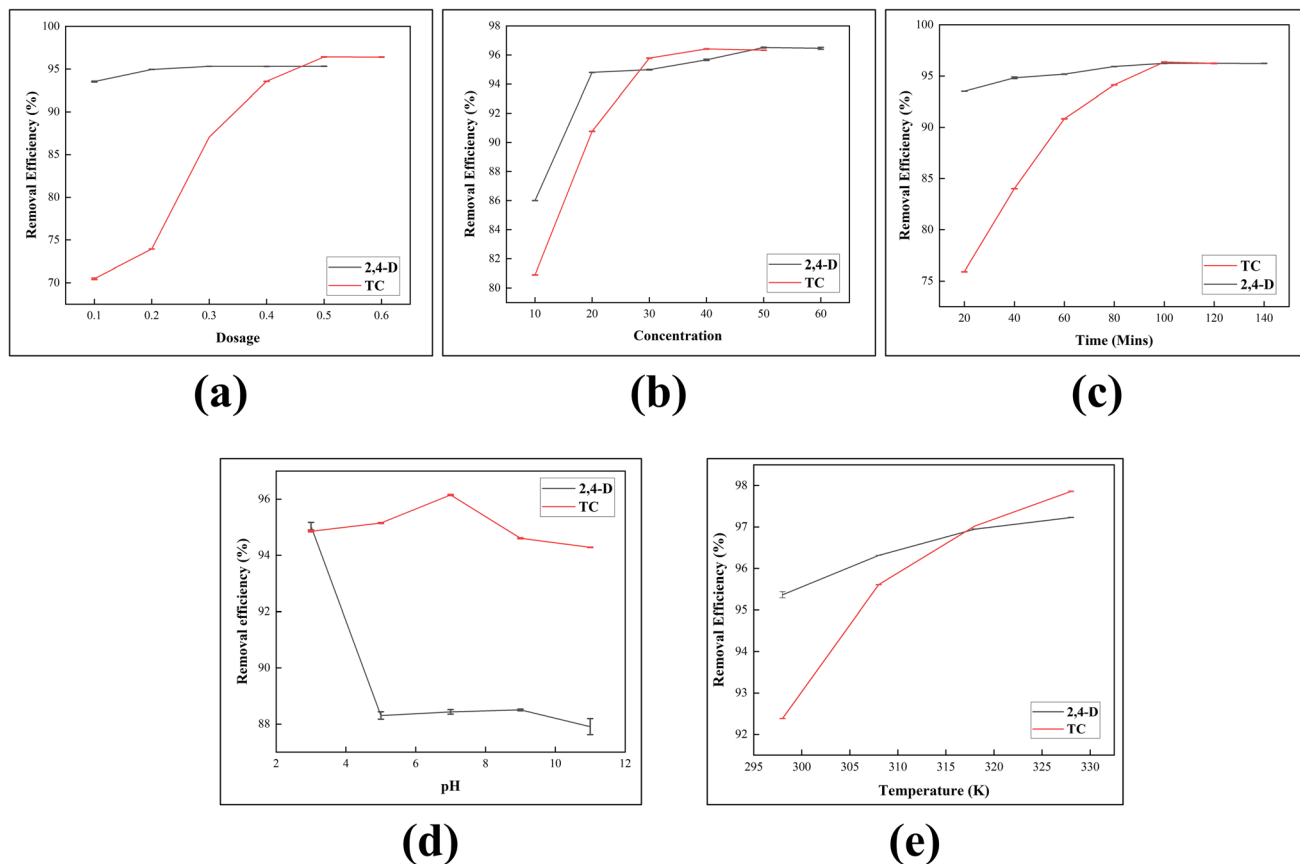 Removal Efficiency (%)
100
95
90
85
80
75
70
0.1 0.2 0.3 0.4 0.5 0.6
Dosage
2,4-D
TC
(a)
Removal Efficiency (%)
98
96
94
92
90
88
86
84
82
80
10 20 30 40 50 60
Concentration
2,4-D
TC
(b)
Removal Efficiency (%)
100
95
90
85
80
75
20 40 60 80 100 120 140
Time (Mins)
TC
2,4-D
(c)
Removal efficiency (%)
96
94
92
90
88
2 4 6 8 10 12
pH
2,4-D
TC
(d)
Removal Efficiency (%)
98
97
96
95
94
93
92
295 300 305 310 315 320 325 330
Temperature (K)
2,4-D
TC
(e)